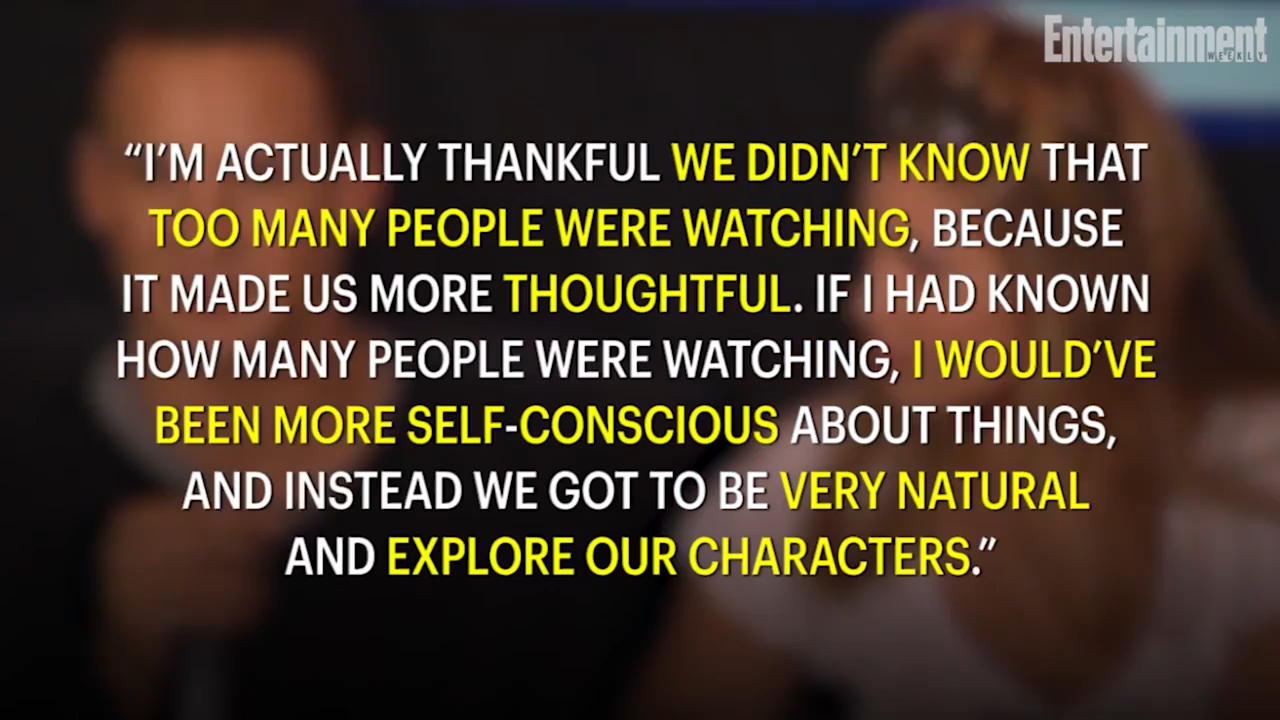 Entertainment
WEEKLY
“I’M ACTUALLY THANKFUL WE DIDN’T KNOW THAT
TOO MANY PEOPLE WERE WATCHING, BECAUSE
IT MADE US MORE THOUGHTFUL. IF I HAD KNOWN
HOW MANY PEOPLE WERE WATCHING, I WOULD’VE
BEEN MORE SELF-CONSCIOUS ABOUT THINGS,
AND INSTEAD WE GOT TO BE VERY NATURAL
AND EXPLORE OUR CHARACTERS.”